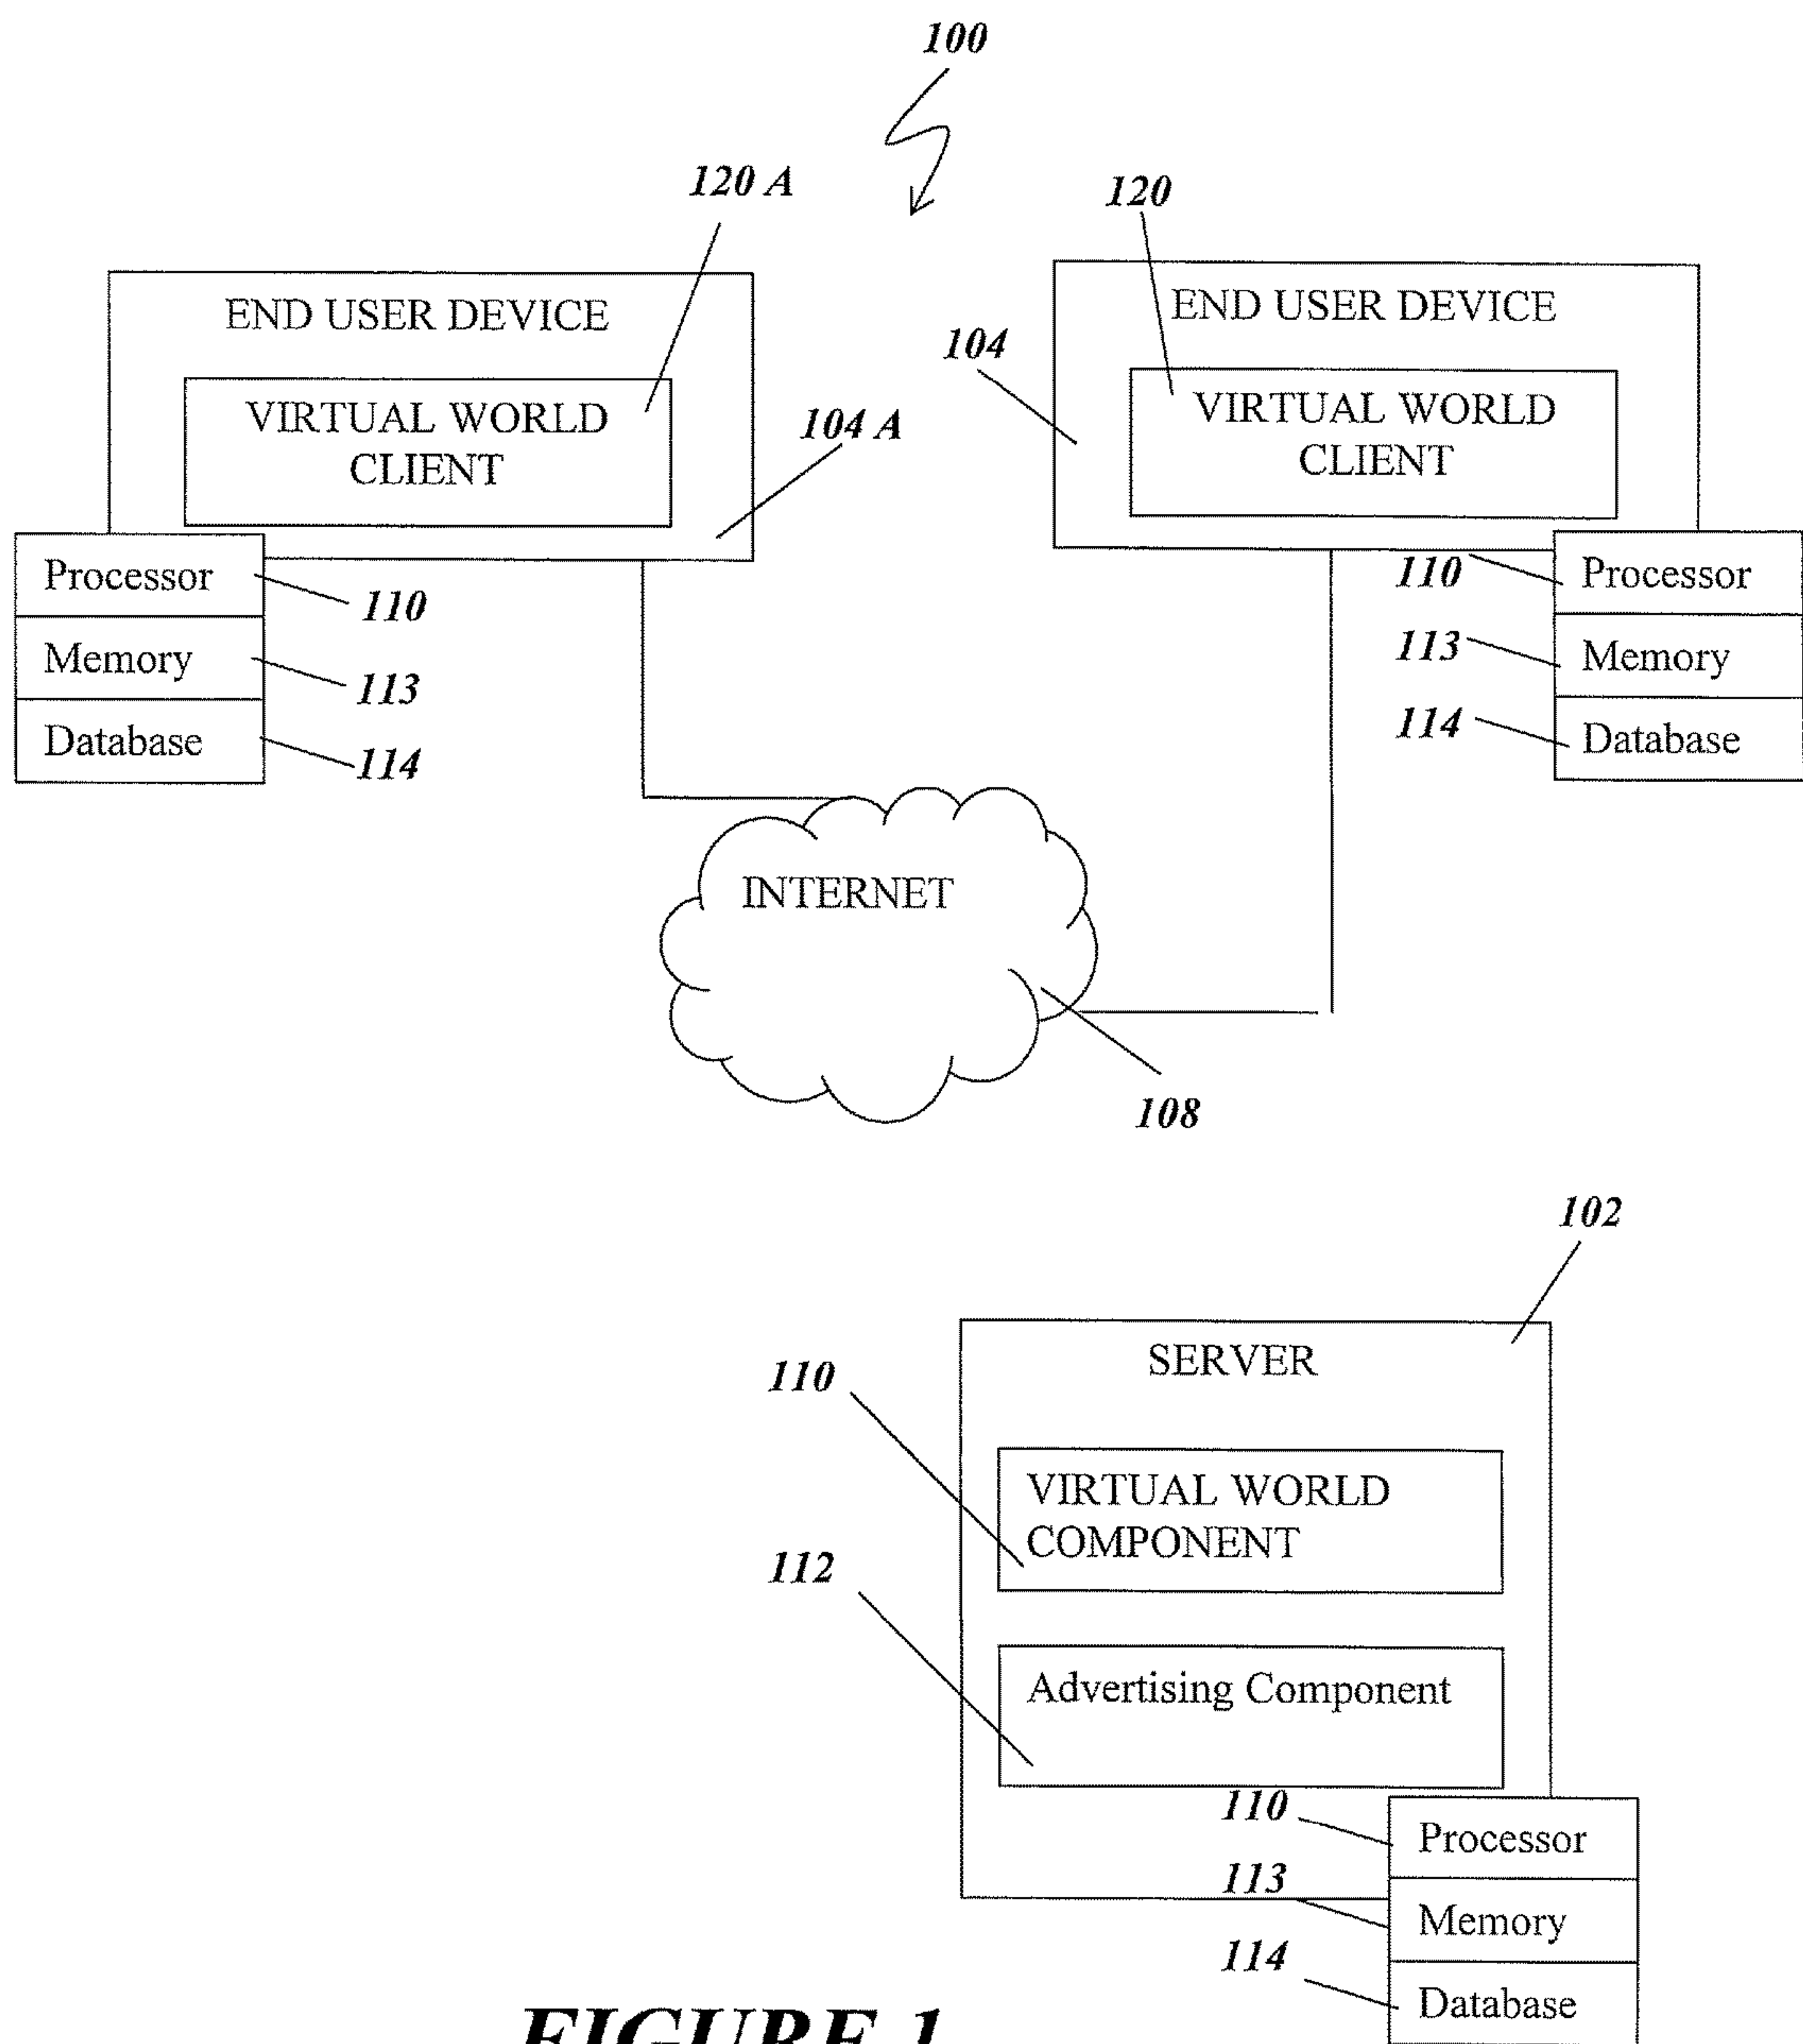 100
120 A
120
END USER DEVICE
VIRTUAL WORLD
CLIENT
104 A
Processor
110
Memory
113
Database
114
END USER DEVICE
104
VIRTUAL WORLD
CLIENT
110
Processor
113
Memory
114
Database
INTERNET
108
102
SERVER
110
VIRTUAL WORLD
COMPONENT
112
Advertising Component
110
Processor
113
Memory
114
Database
FIGURE 1